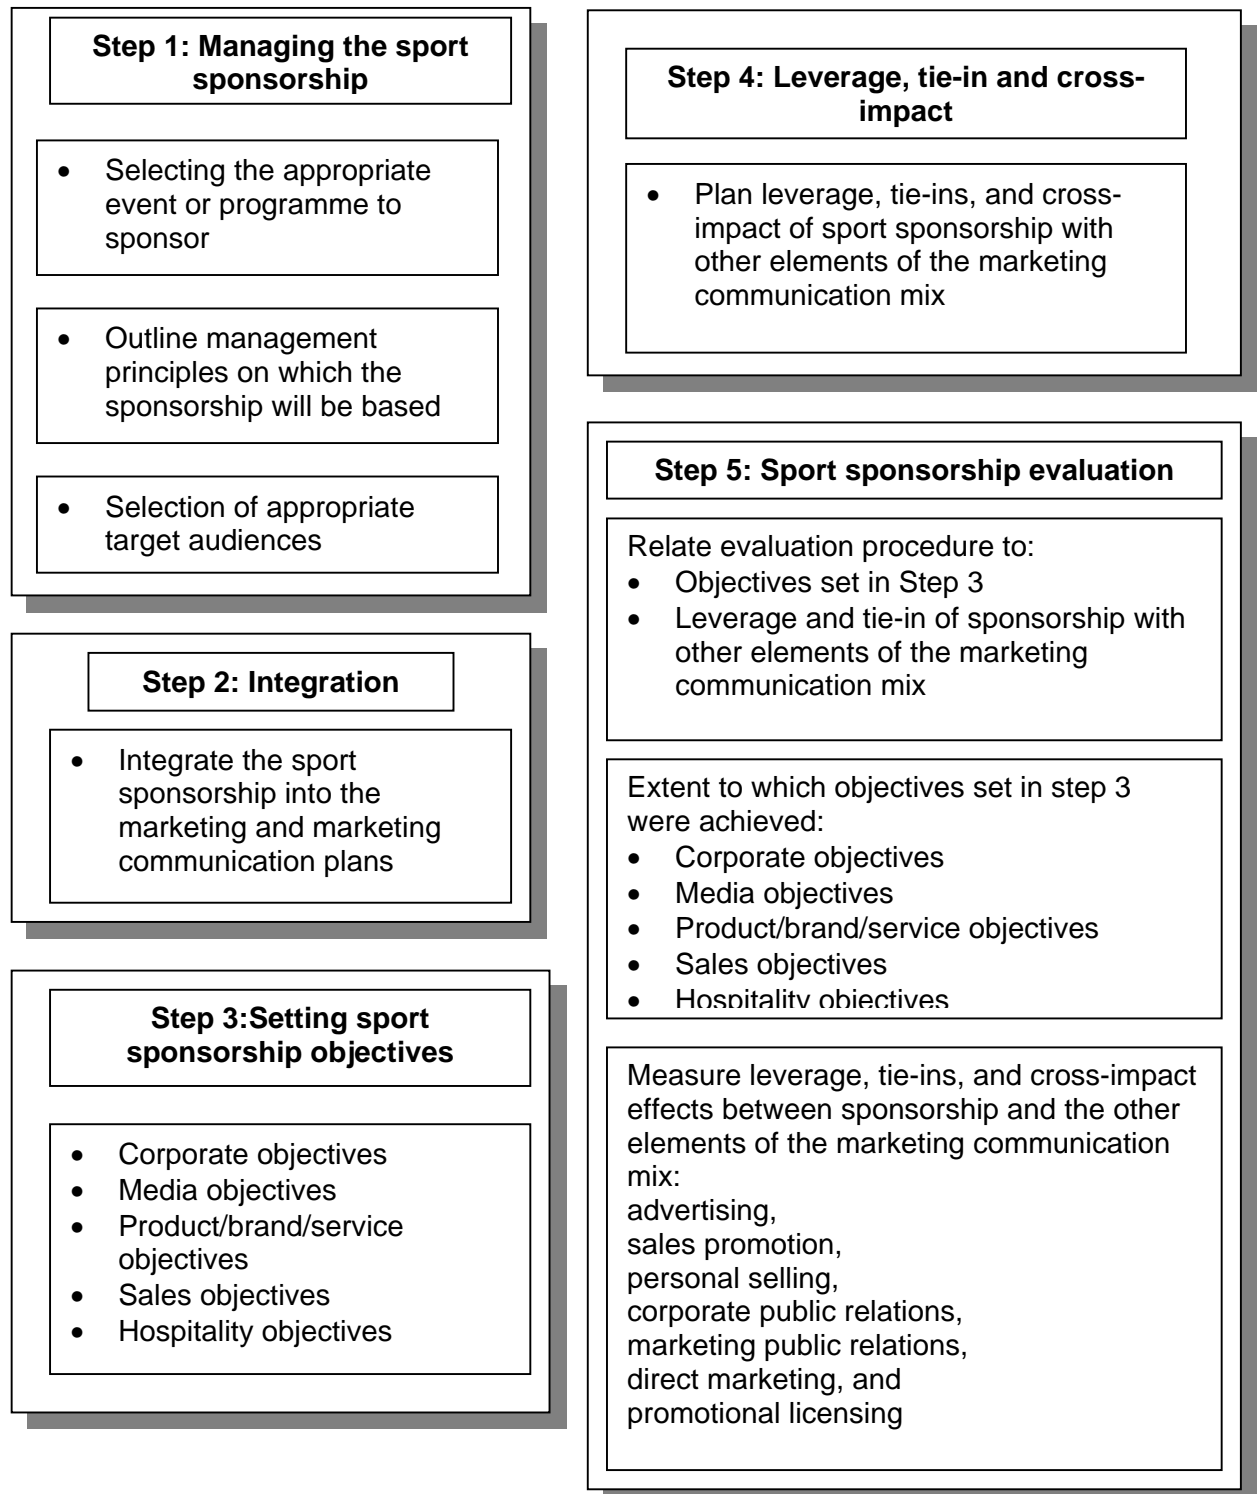 Step 1: Managing the sport
sponsorship
• Selecting the appropriate
event or programme to
sponsor
• Outline management
principles on which the
sponsorship will be based
• Selection of appropriate
target audiences
Step 2: Integration
• Integrate the sport
sponsorship into the
marketing and marketing
communication plans
Step 3:Setting sport
sponsorship objectives
• Corporate objectives
• Media objectives
• Product/brand/service
objectives
• Sales objectives
• Hospitality objectives
Step 4: Leverage, tie-in and cross-
impact
• Plan leverage, tie-ins, and cross-
impact of sport sponsorship with
other elements of the marketing
communication mix
Step 5: Sport sponsorship evaluation
Relate evaluation procedure to:
• Objectives set in Step 3
• Leverage and tie-in of sponsorship with
other elements of the marketing
communication mix
Extent to which objectives set in step 3
were achieved:
• Corporate objectives
• Media objectives
• Product/brand/service objectives
• Sales objectives
• Hospitality objectives
Measure leverage, tie-ins, and cross-impact
effects between sponsorship and the other
elements of the marketing communication
mix:
advertising,
sales promotion,
personal selling,
corporate public relations,
marketing public relations,
direct marketing, and
promotional licensing